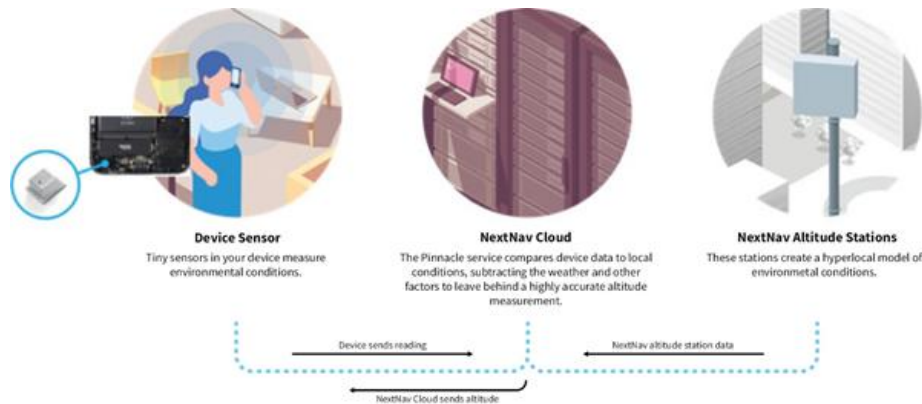 Device Sensor
Tiny sensors in your device measure
environmental conditions.
NextNav Cloud
The Pinnacle service compares device data to local
conditions, subtracting the weather and other
factors to leave behind a highly accurate altitude
measurement.
NextNav Altitude Stations
These stations create a hyperlocal model of
environmetal conditions.
Device sends reading
NextNav altitude station data
NextNav Cloud sends altitude